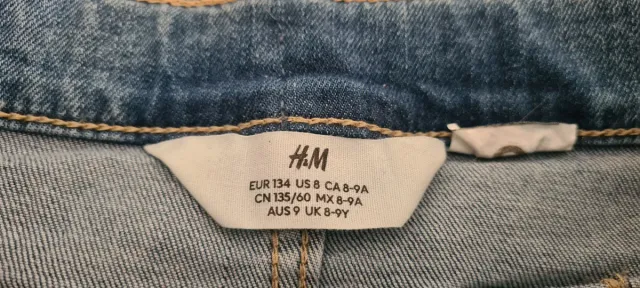 H&M
EUR 134 US 8 CA 8-9A
CN 135/60 MX 8-9A
AUS 9 UK 8-9Y